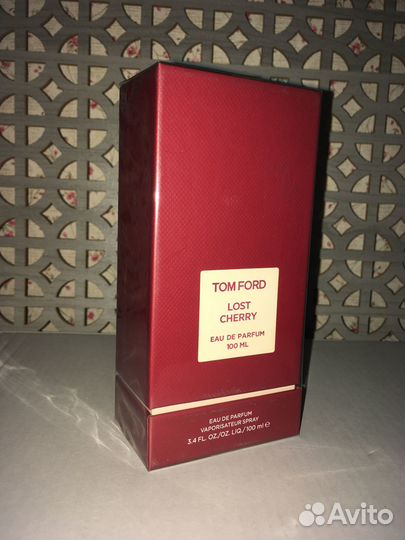 TOM FORD
LOST
CHERRY
EAU DE PARFUM
100 ML
EAU DE PARFUM
VAPORISATEUR SPRAY
3.4 FL. OZ./OZ. LIQ./100 ml ℮
Avito